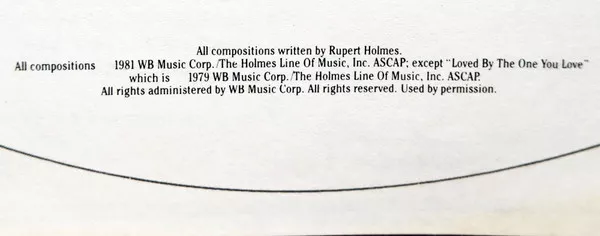 All compositions written by Rupert Holmes.
All compositions 1981 WB Music Corp./The Holmes Line Of Music, Inc. ASCAP; except "Loved By The One You Love"
which is 1979 WB Music Corp./The Holmes Line Of Music, Inc. ASCAP.
All rights administered by WB Music Corp. All rights reserved. Used by permission.